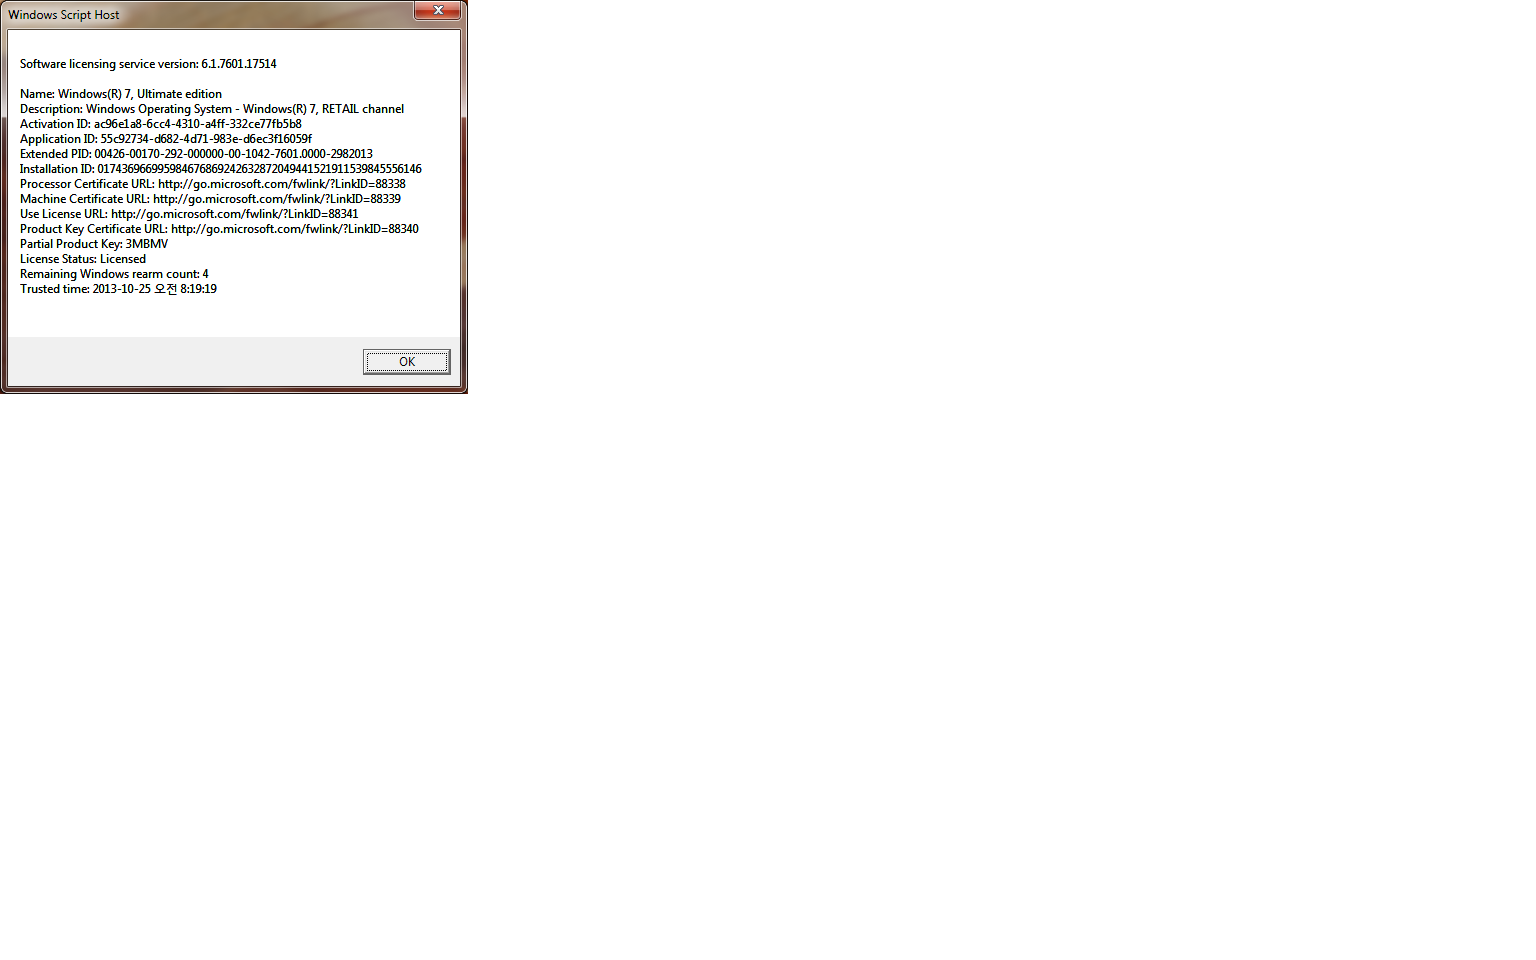 Windows Script Host
Software licensing service version: 6.1.7601.17514
Name: Windows(R) 7, Ultimate edition
Description: Windows Operating System - Windows(R) 7, RETAIL channel
Activation ID: ac96e1a8-6cc4-4310-a4ff-332ce77fb5b8
Application ID: 55c92734-d682-4d71-983e-d6ec3f16059f
Extended PID: 00426-00170-292-000000-00-1042-7601.0000-2982013
Installation ID: 017436966995984676869242632872049441521911539845556146
Processor Certificate URL: http://go.microsoft.com/fwlink/?LinkID=88338
Machine Certificate URL: http://go.microsoft.com/fwlink/?LinkID=88339
Use License URL: http://go.microsoft.com/fwlink/?LinkID=88341
Product Key Certificate URL: http://go.microsoft.com/fwlink/?LinkID=88340
Partial Product Key: 3MBMV
License Status: Licensed
Remaining Windows rearm count: 4
Trusted time: 2013-10-25 오전 8:19:19
OK